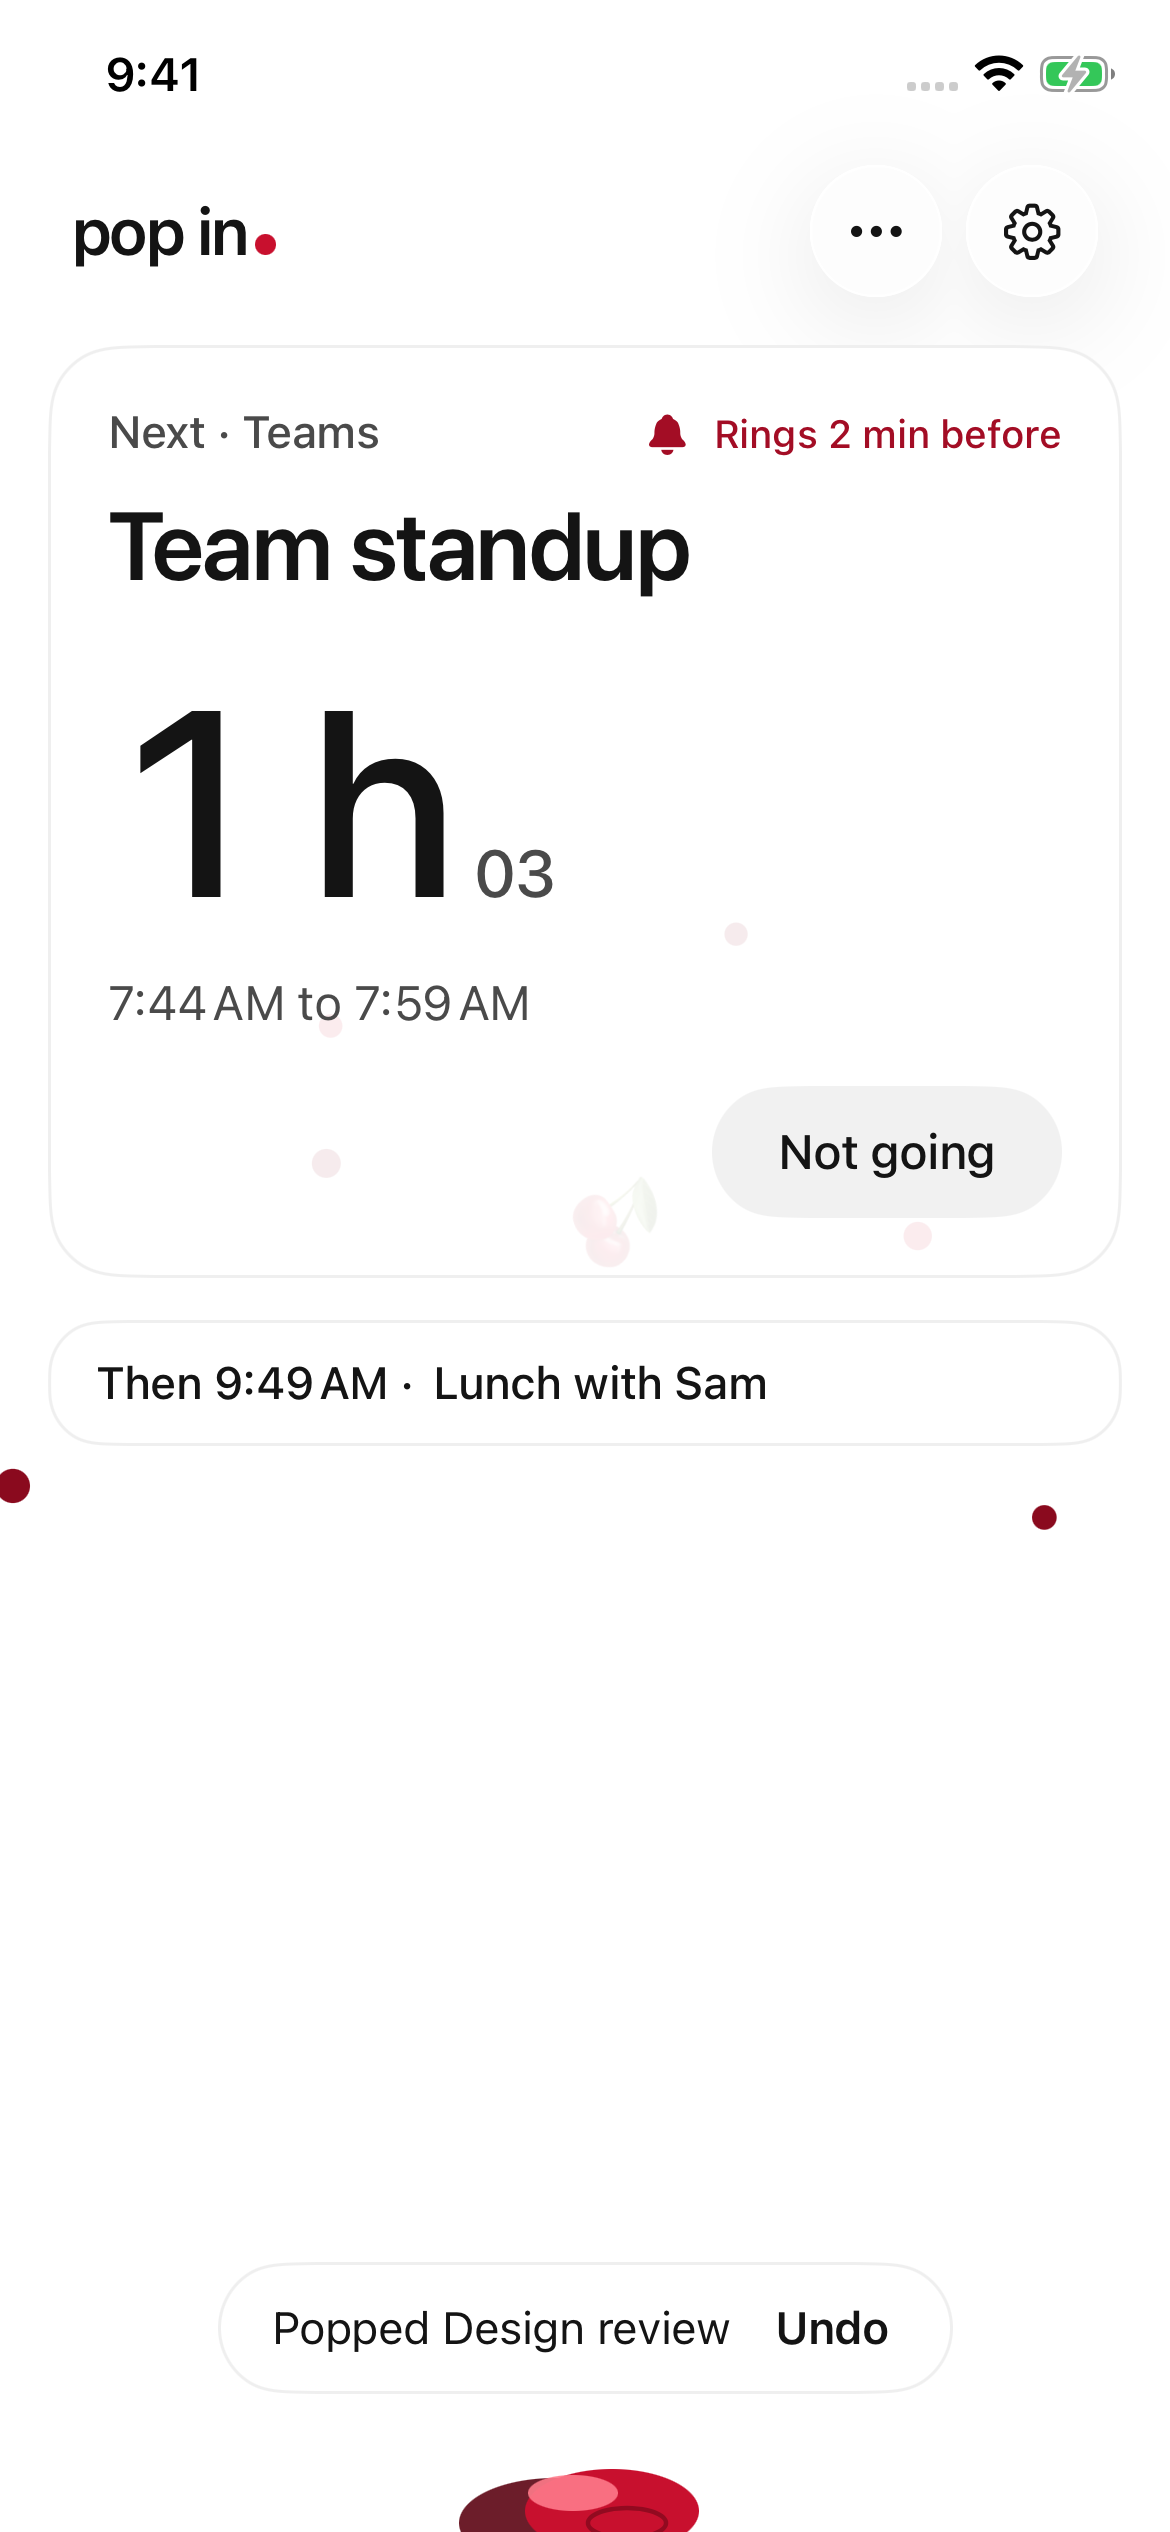 9:41
pop in.
Next · Teams
Rings 2 min before
Team standup
1 h 03
7:44 AM to 7:59 AM
Not going
Then 9:49 AM · Lunch with Sam
Popped Design review Undo